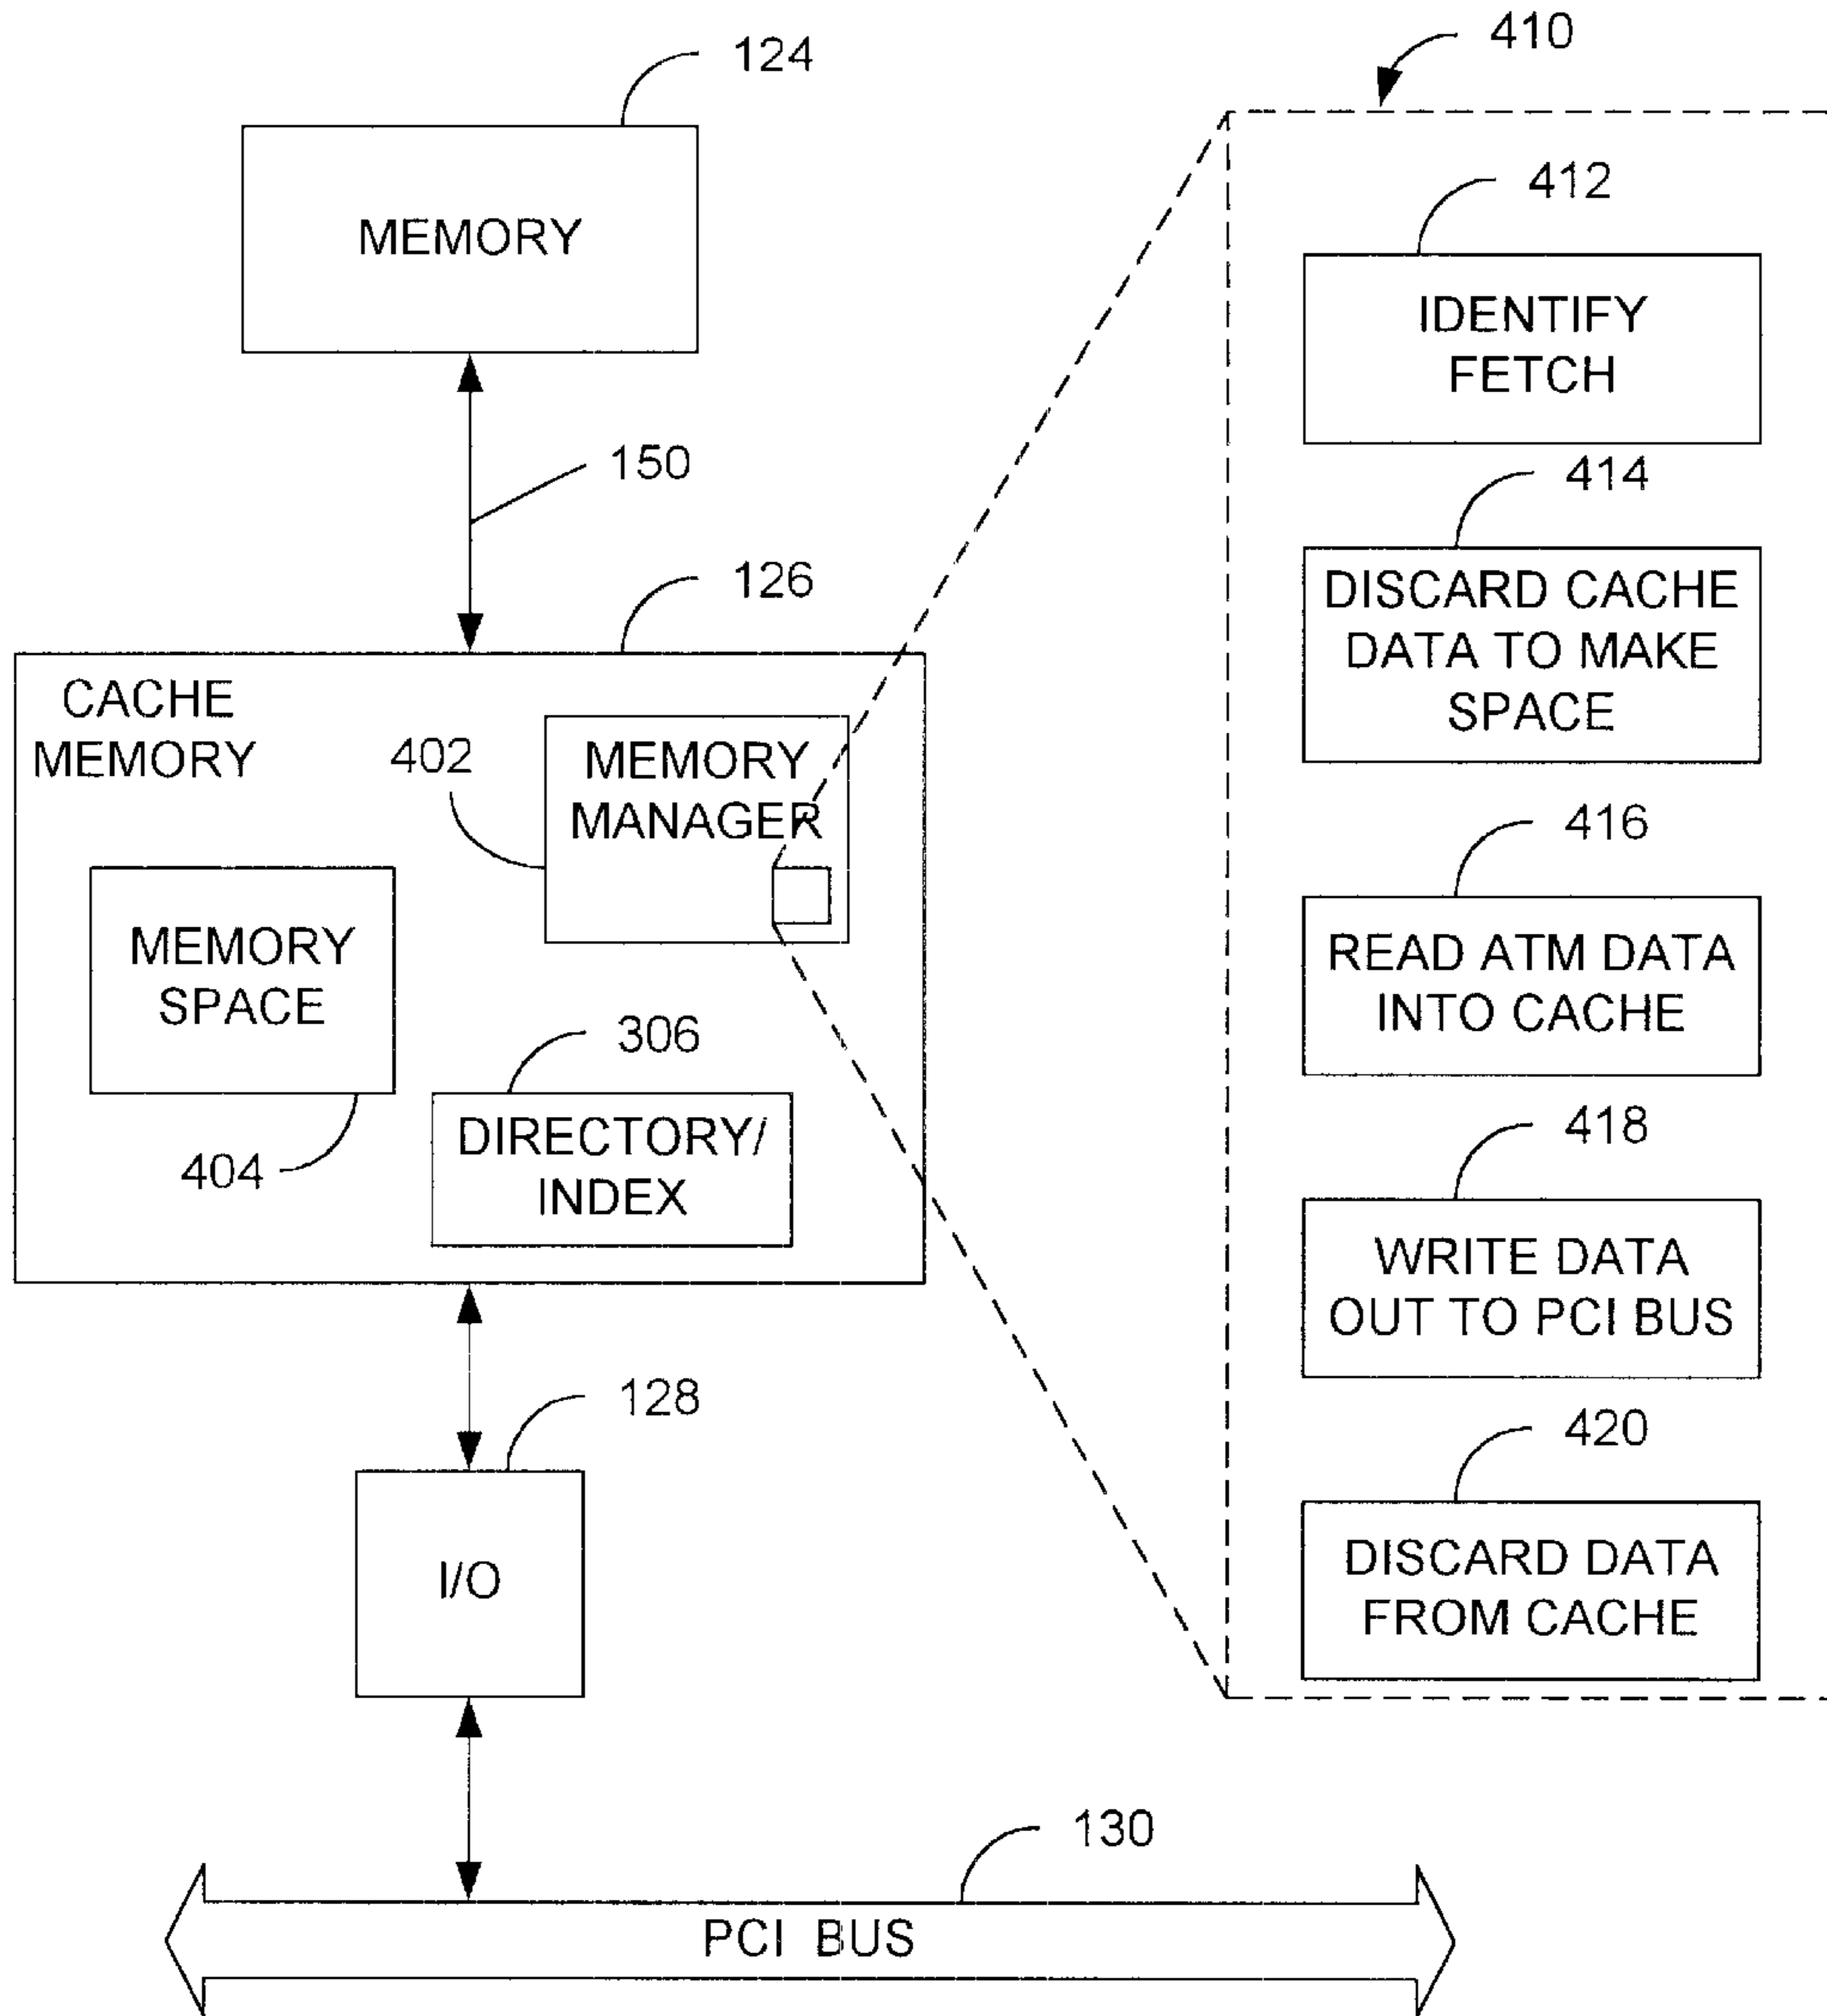 410
124
412
MEMORY
IDENTIFY
FETCH
150
414
126
DISCARD CACHE
DATA TO MAKE
SPACE
CACHE
MEMORY
402
MEMORY
MANAGER
416
MEMORY
SPACE
READ ATM DATA
INTO CACHE
306
404
DIRECTORY/
INDEX
418
WRITE DATA
OUT TO PCI BUS
128
420
I/O
DISCARD DATA
FROM CACHE
130
PCI BUS